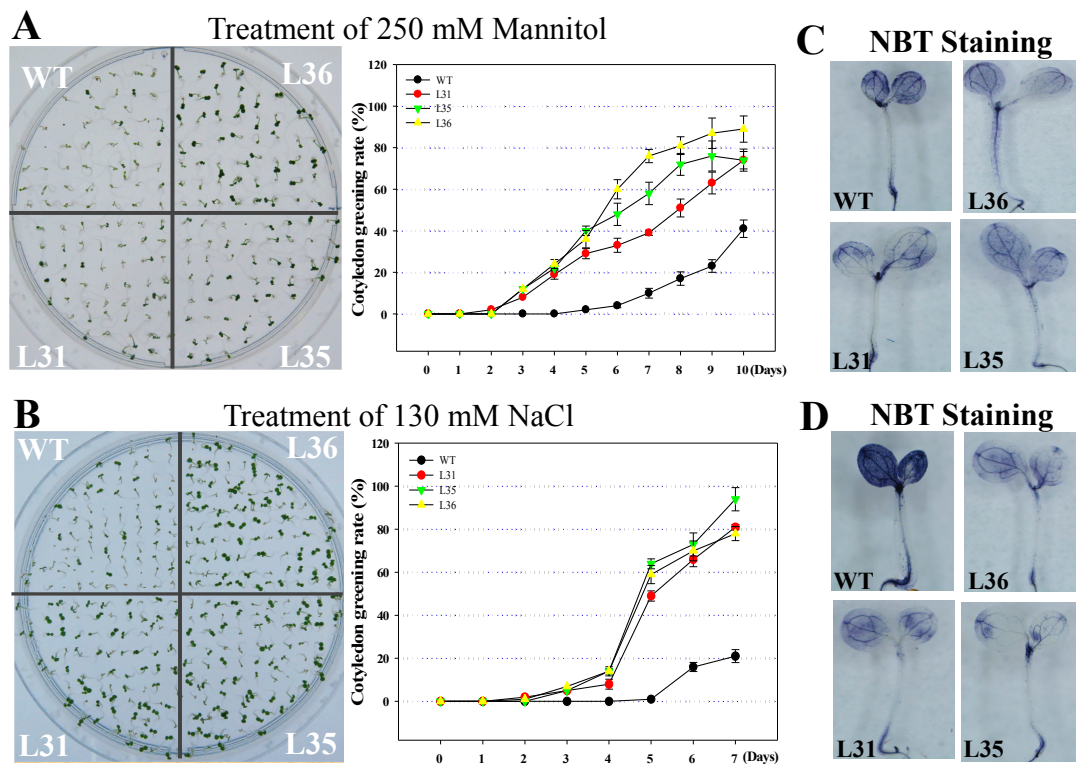 A
Treatment of 250 mM Mannitol
WT
L36
L31
L35
Cotyledon greening rate (%)
120
100
80
60
40
20
0
WT
L31
L35
L36
0 1 2 3 4 5 6 7 8 9 10 (Days)
C
NBT Staining
WT
L36
L31
L35
B
Treatment of 130 mM NaCl
WT
L36
L31
L35
Cotyledon greening rate (%)
120
100
80
60
40
20
0
WT
L31
L35
L36
0 1 2 3 4 5 6 7 (Days)
D
NBT Staining
WT
L36
L31
L35